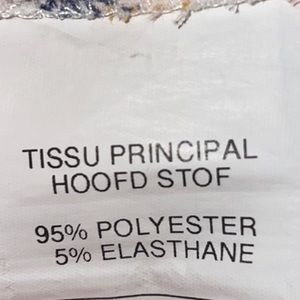 TISSU PRINCIPAL
HOOFD STOF
95% POLYESTER
5% ELASTHANE